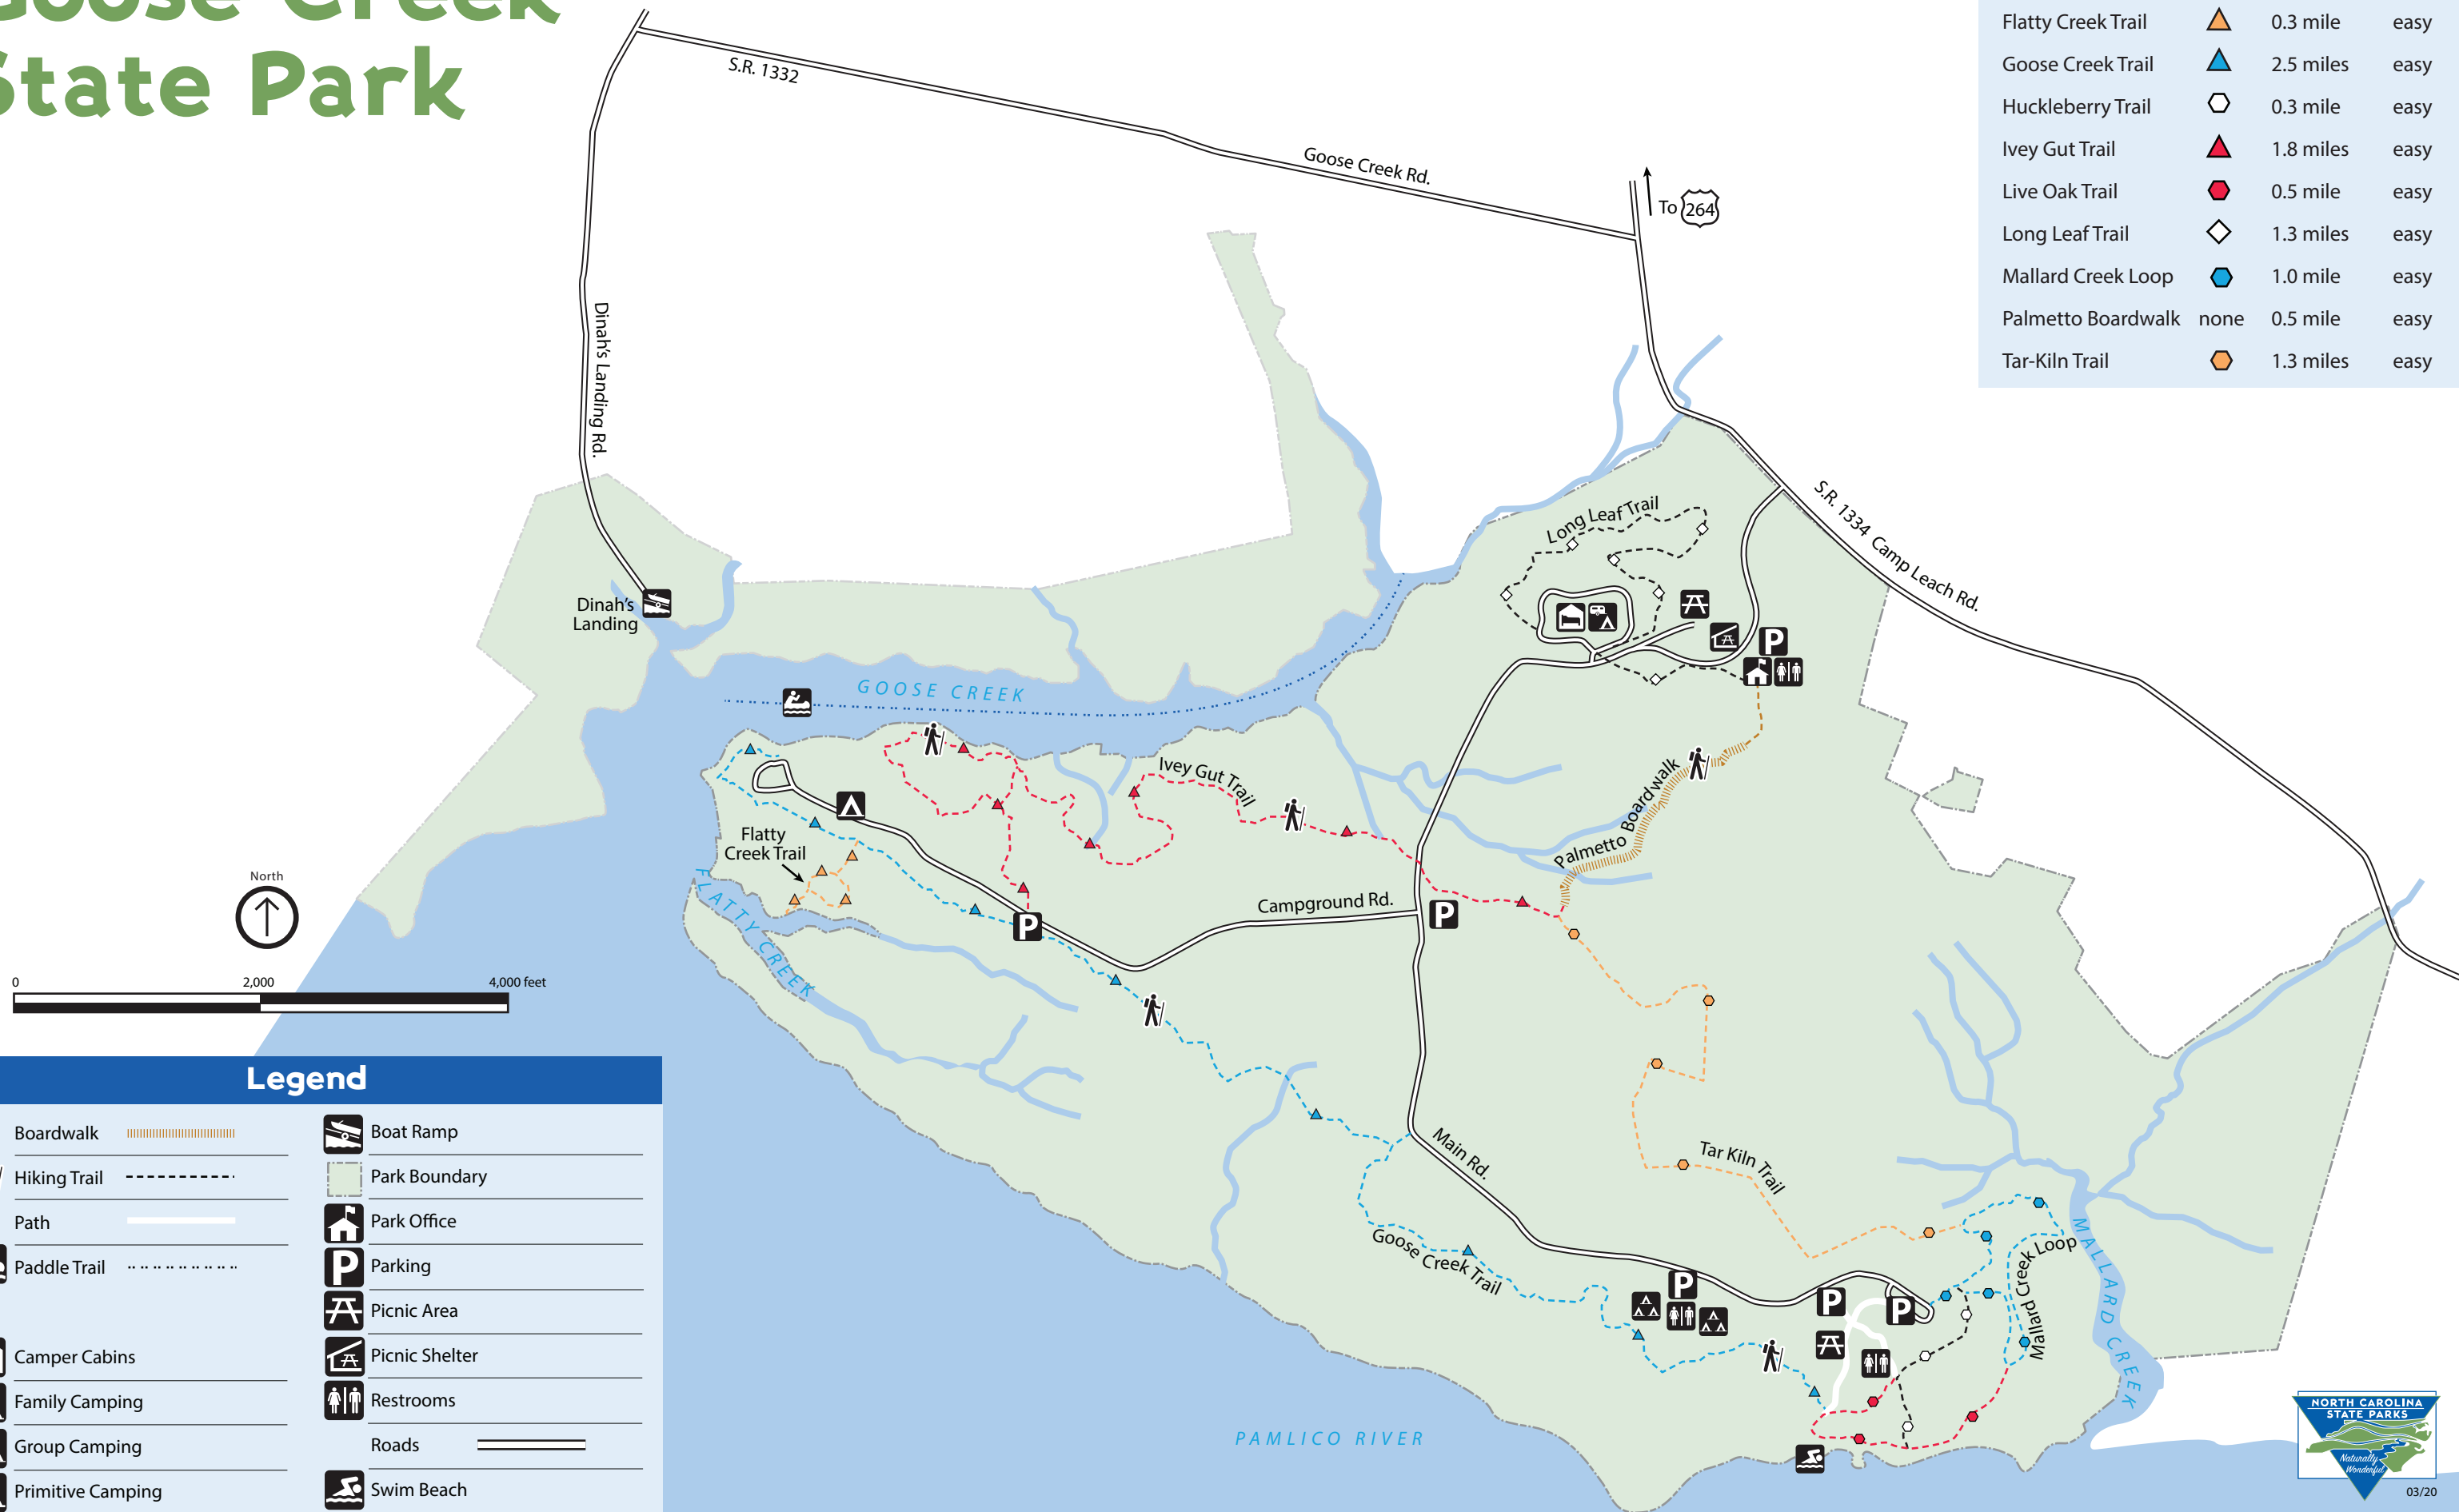 Goose Creek
State Park
Flatty Creek Trail 0.3 mile easy
Goose Creek Trail 2.5 miles easy
Huckleberry Trail 0.3 mile easy
Ivey Gut Trail 1.8 miles easy
Live Oak Trail 0.5 mile easy
Long Leaf Trail 1.3 miles easy
Mallard Creek Loop 1.0 mile easy
Palmetto Boardwalk none 0.5 mile easy
Tar-Kiln Trail 1.3 miles easy
S.R. 1332
Goose Creek Rd.
To 264
Dinah's Landing Rd.
S.R. 1334 Camp Leach Rd.
Long Leaf Trail
Dinah's
Landing
P
GOOSE CREEK
Ivey Gut Trail
Palmetto Boardwalk
Flatty
Creek Trail
FLATTY CREEK
Campground Rd.
P
P
North
0 2,000 4,000 feet
Main Rd.
Tar Kiln Trail
Goose Creek Trail
P
P
P
Mallard Creek Loop
MALLARD CREEK
PAMLICO RIVER
Legend
Boardwalk
Hiking Trail
Path
Paddle Trail
Camper Cabins
Family Camping
Group Camping
Primitive Camping
Boat Ramp
Park Boundary
Park Office
P Parking
Picnic Area
Picnic Shelter
Restrooms
Roads
Swim Beach
NORTH CAROLINA
STATE PARKS
Naturally
Wonderful
03/20